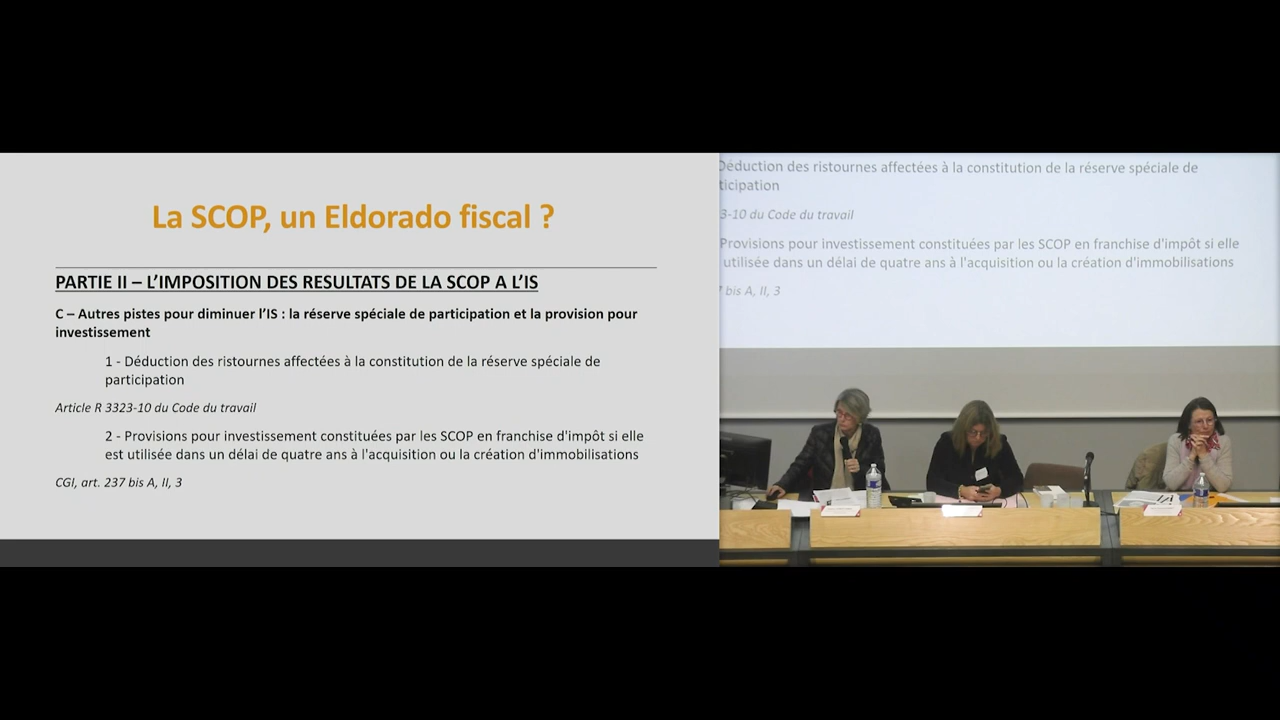 La SCOP, un Eldorado fiscal ?
PARTIE II – L'IMPOSITION DES RESULTATS DE LA SCOP A L'IS
C – Autres pistes pour diminuer l'IS : la réserve spéciale de participation et la provision pour
investissement
1 - Déduction des ristournes affectées à la constitution de la réserve spéciale de
participation
Article R 3323-10 du Code du travail
2 - Provisions pour investissement constituées par les SCOP en franchise d'impôt si elle
est utilisée dans un délai de quatre ans à l'acquisition ou la création d'immobilisations
CGI, art. 237 bis A, II, 3
Déduction des ristournes affectées à la constitution de la réserve spéciale de
ticipation
3-10 du Code du travail
Provisions pour investissement constituées par les SCOP en franchise d'impôt si elle
utilisée dans un délai de quatre ans à l'acquisition ou la création d'immobilisations
bis A, II, 3